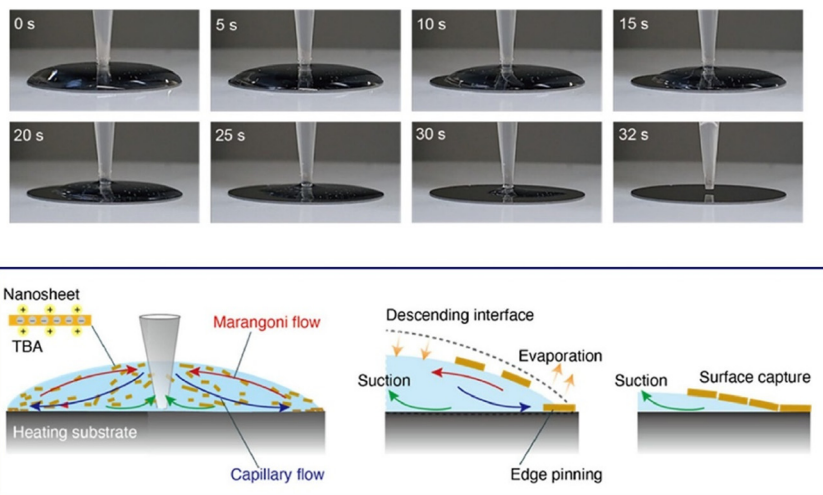 0 s
5 s
10 s
15 s
20 s
25 s
30 s
32 s
Nanosheet
TBA
Marangoni flow
Heating substrate
Capillary flow
Descending interface
Evaporation
Suction
Edge pinning
Suction
Surface capture